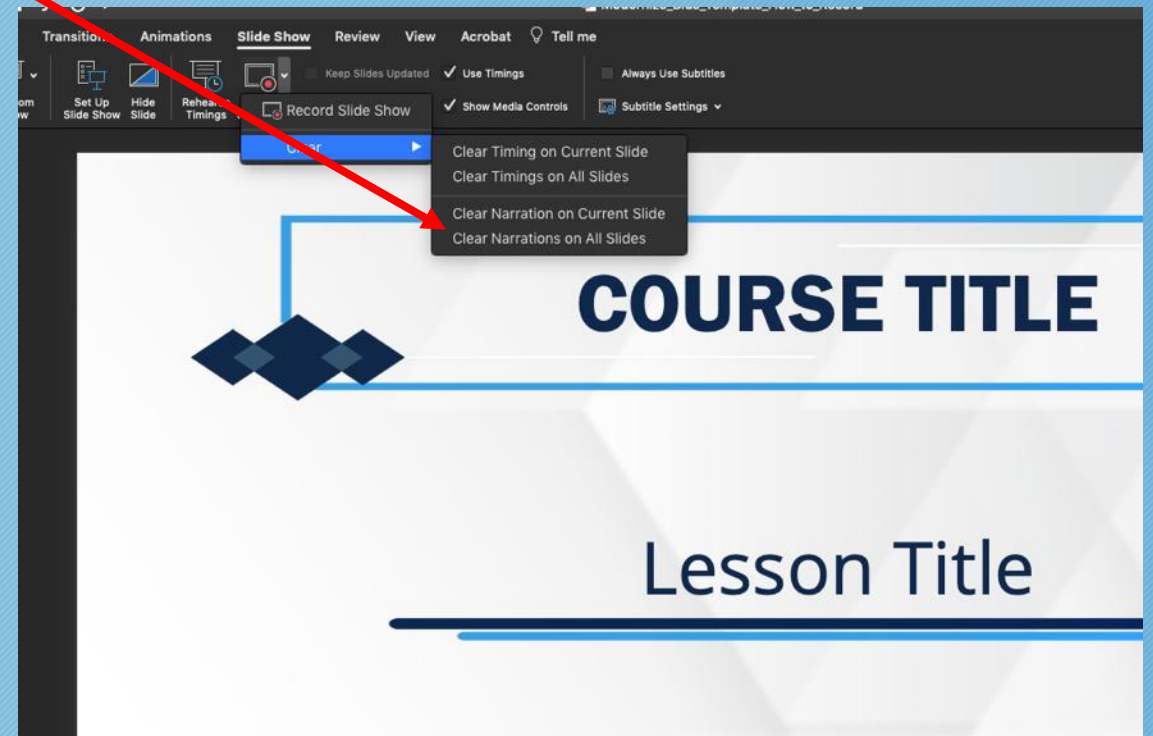 Transitions Animations Slide Show Review View Acrobat Tell me
Keep Slides Updated Use Timings Always Use Subtitles
Set Up Slide Show
Hide Slide
Rehearse Timings
Show Media Controls Subtitle Settings
Record Slide Show
Clear
Clear Timing on Current Slide
Clear Timings on All Slides
Clear Narration on Current Slide
Clear Narrations on All Slides
COURSE TITLE
Lesson Title